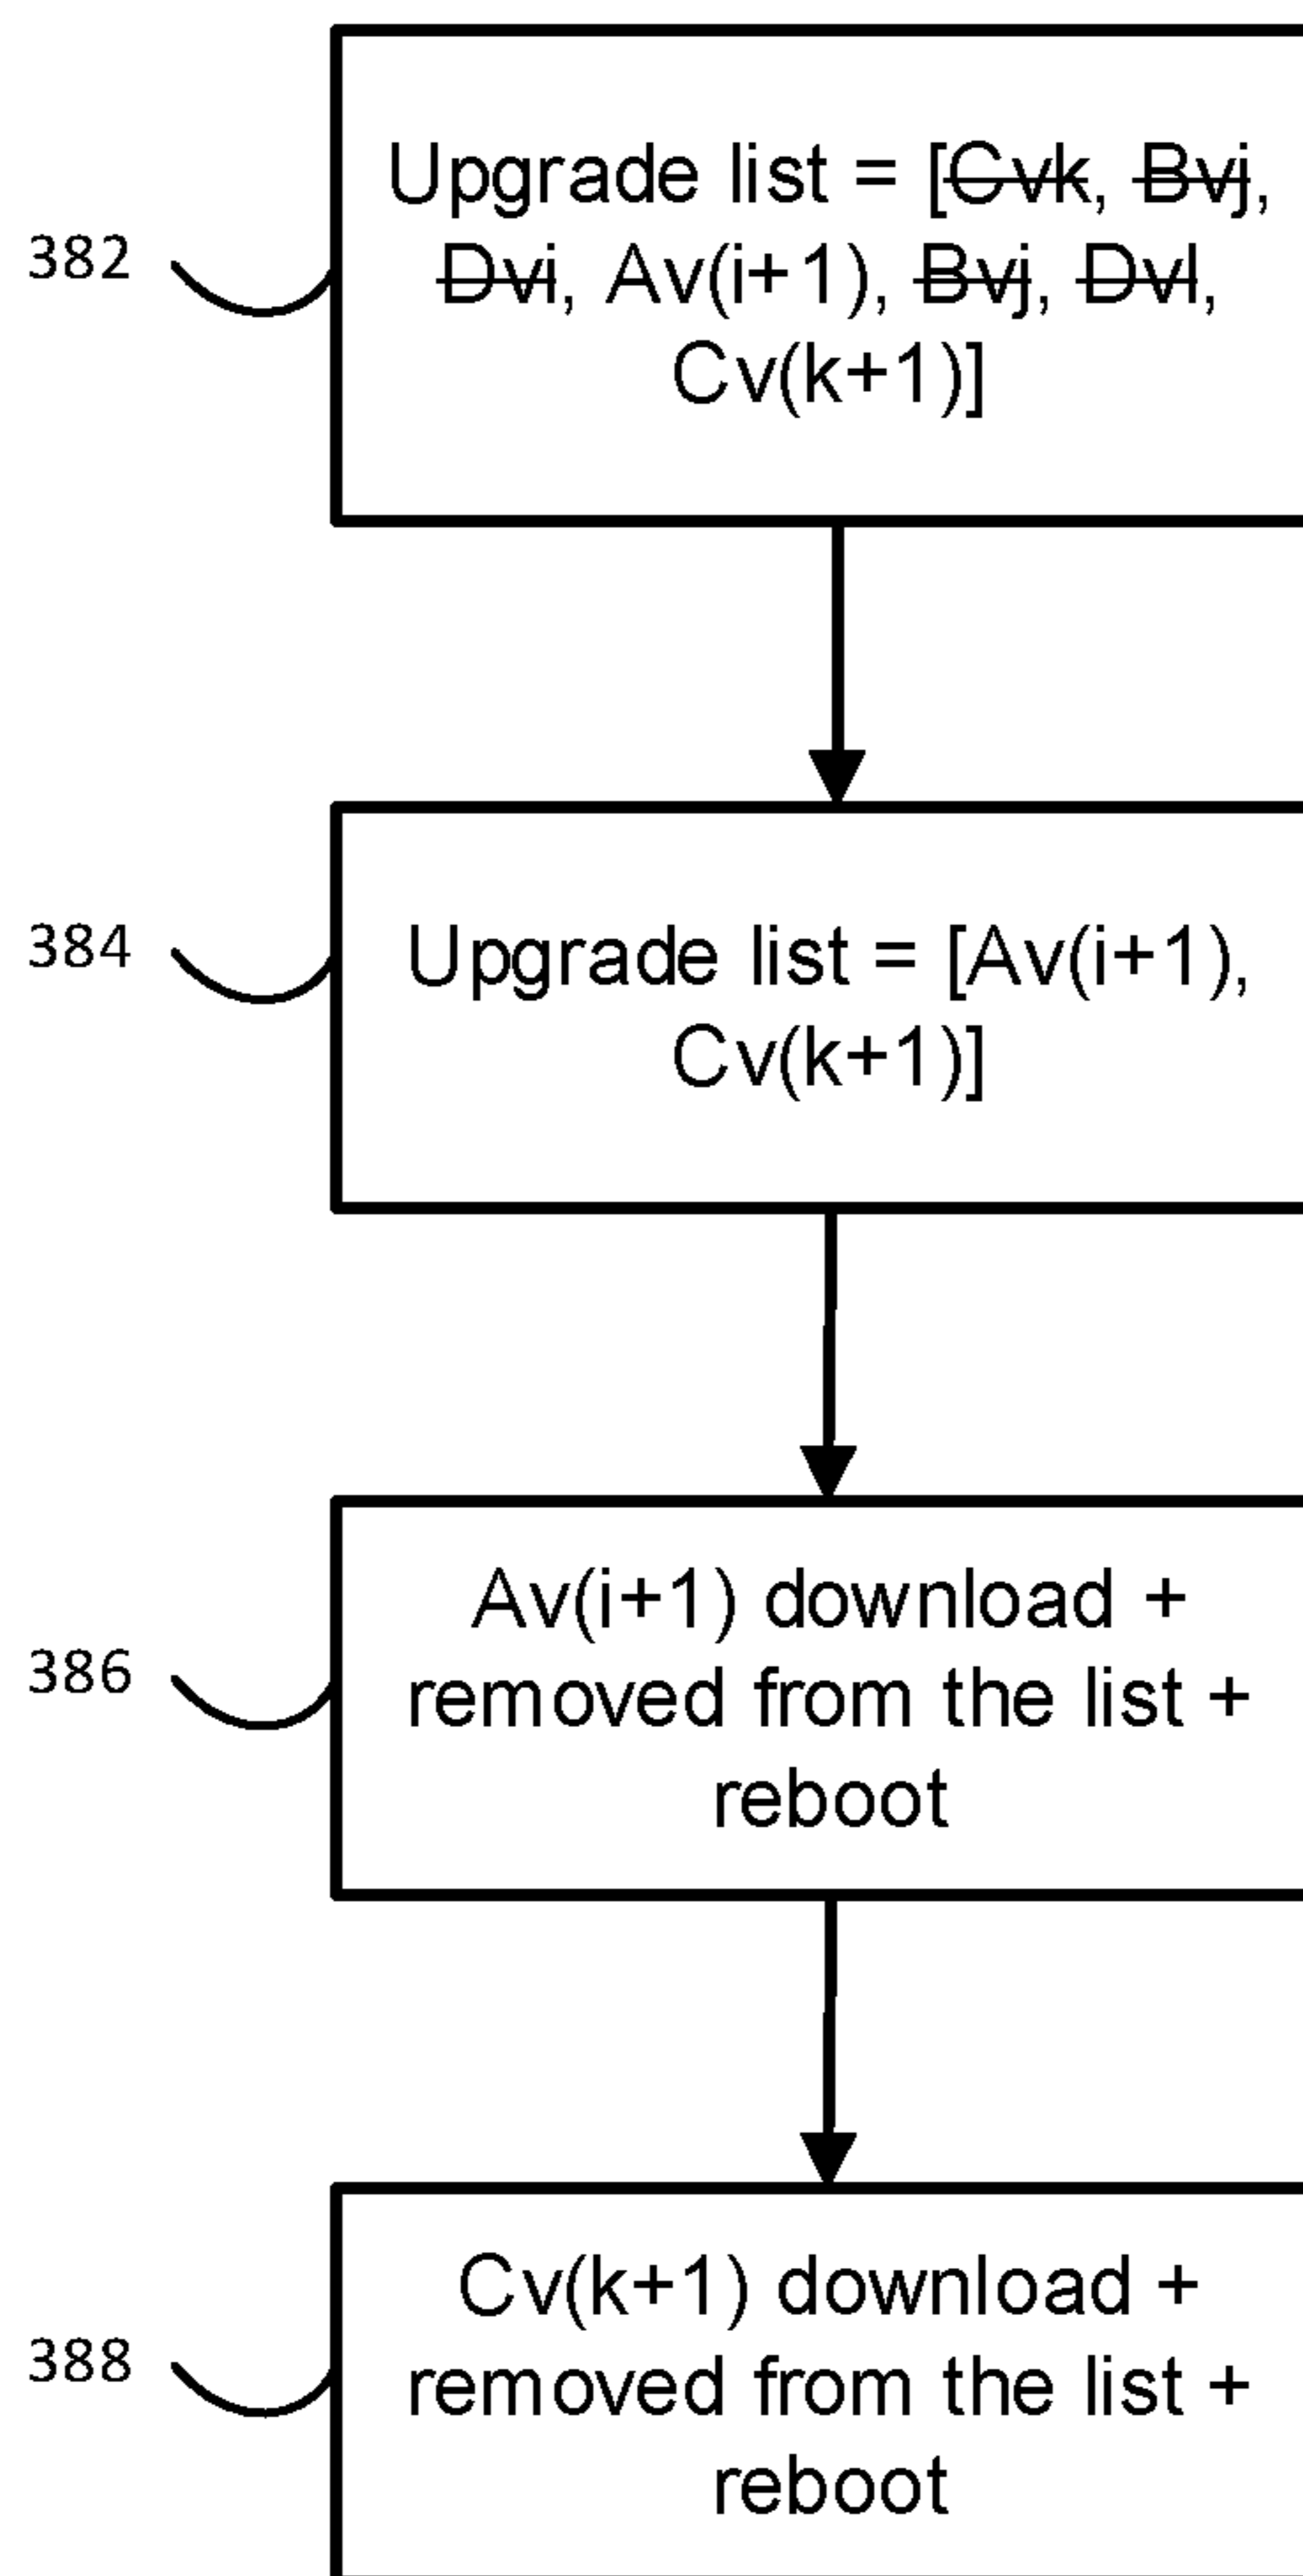 Upgrade list = [Cvk, Bvj,
382
Dvi, Av(i+1), Bvj, Dvl,
Cv(k+1)]
384
Upgrade list = [Av(i+1),
Cv(k+1)]
Av(i+1) download +
386
removed from the list +
reboot
Cv(k+1) download +
388
removed from the list +
reboot